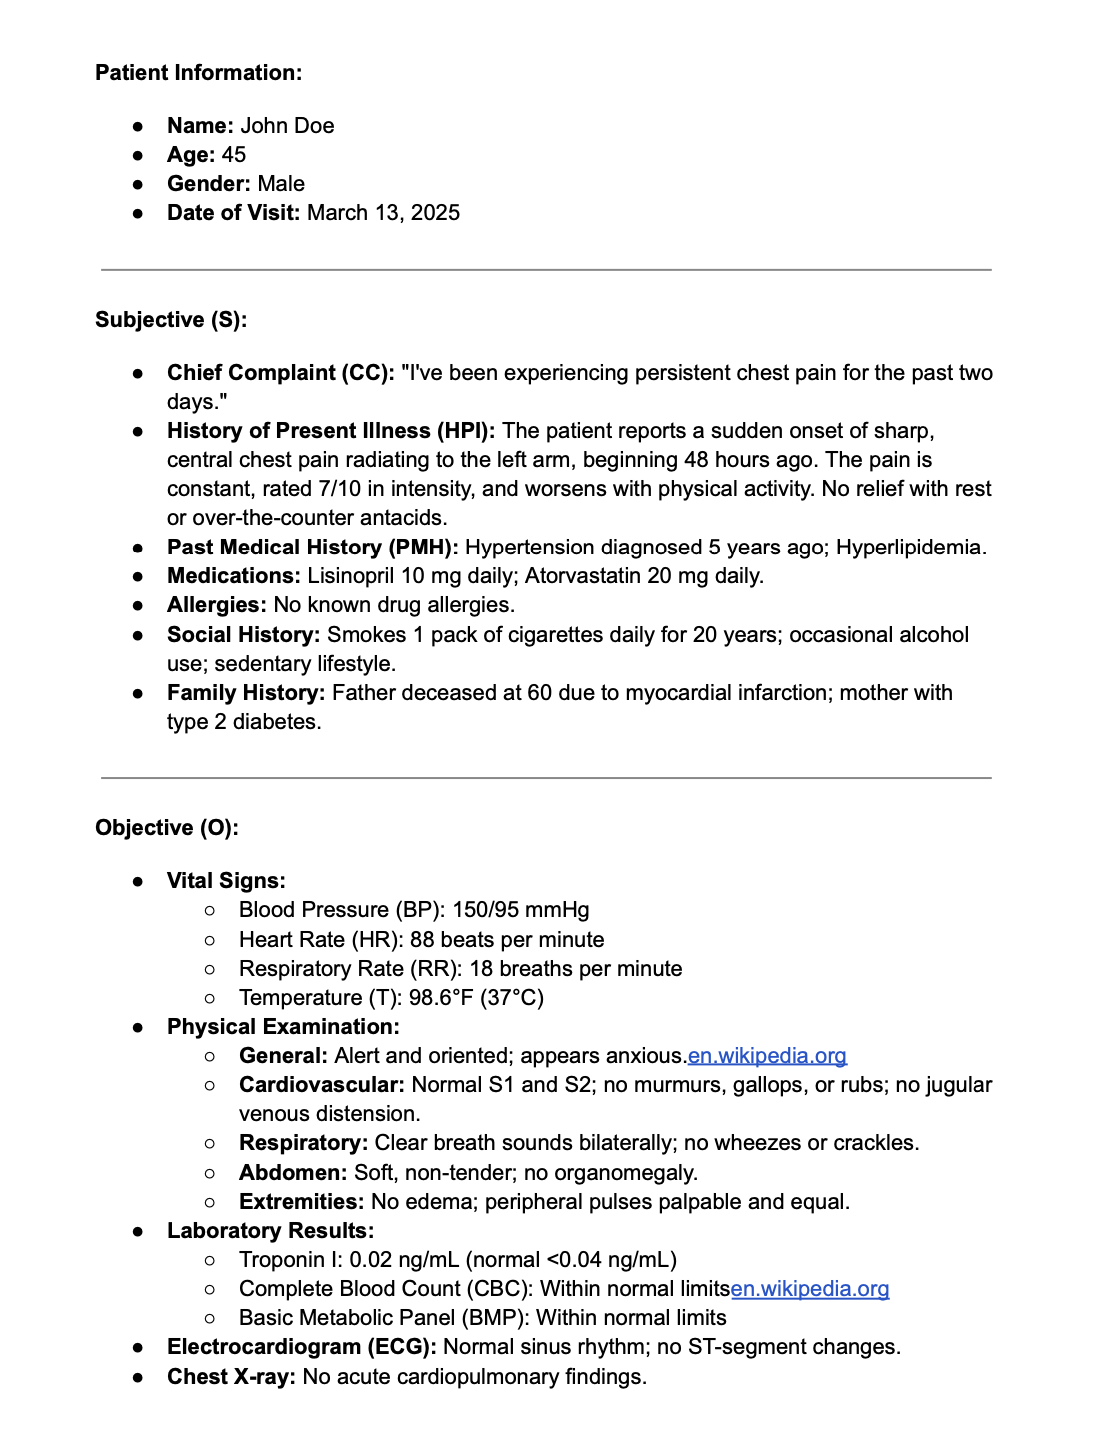 Patient Information:
● Name: John Doe
● Age: 45
● Gender: Male
● Date of Visit: March 13, 2025
Subjective (S):
● Chief Complaint (CC): "I've been experiencing persistent chest pain for the past two
days."
● History of Present Illness (HPI): The patient reports a sudden onset of sharp,
central chest pain radiating to the left arm, beginning 48 hours ago. The pain is
constant, rated 7/10 in intensity, and worsens with physical activity. No relief with rest
or over-the-counter antacids.
● Past Medical History (PMH): Hypertension diagnosed 5 years ago; Hyperlipidemia.
● Medications: Lisinopril 10 mg daily; Atorvastatin 20 mg daily.
● Allergies: No known drug allergies.
● Social History: Smokes 1 pack of cigarettes daily for 20 years; occasional alcohol
use; sedentary lifestyle.
● Family History: Father deceased at 60 due to myocardial infarction; mother with
type 2 diabetes.
Objective (O):
● Vital Signs:
○ Blood Pressure (BP): 150/95 mmHg
○ Heart Rate (HR): 88 beats per minute
○ Respiratory Rate (RR): 18 breaths per minute
○ Temperature (T): 98.6°F (37°C)
● Physical Examination:
○ General: Alert and oriented; appears anxious.en.wikipedia.org
○ Cardiovascular: Normal S1 and S2; no murmurs, gallops, or rubs; no jugular
venous distension.
○ Respiratory: Clear breath sounds bilaterally; no wheezes or crackles.
○ Abdomen: Soft, non-tender; no organomegaly.
○ Extremities: No edema; peripheral pulses palpable and equal.
● Laboratory Results:
○ Troponin I: 0.02 ng/mL (normal <0.04 ng/mL)
○ Complete Blood Count (CBC): Within normal limitsen.wikipedia.org
○ Basic Metabolic Panel (BMP): Within normal limits
● Electrocardiogram (ECG): Normal sinus rhythm; no ST-segment changes.
● Chest X-ray: No acute cardiopulmonary findings.